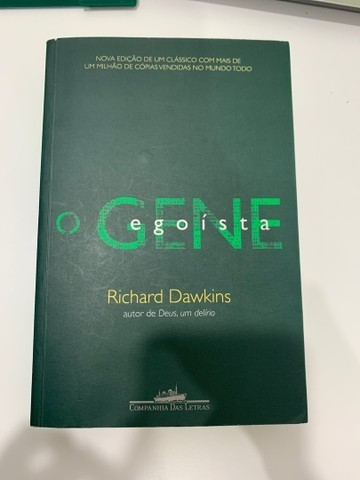 NOVA EDIÇÃO DE UM CLÁSSICO COM MAIS DE
UM MILHÃO DE CÓPIAS VENDIDAS NO MUNDO TODO
O GENE
egoísta
Richard Dawkins
autor de Deus, um delírio
COMPANHIA DAS LETRAS